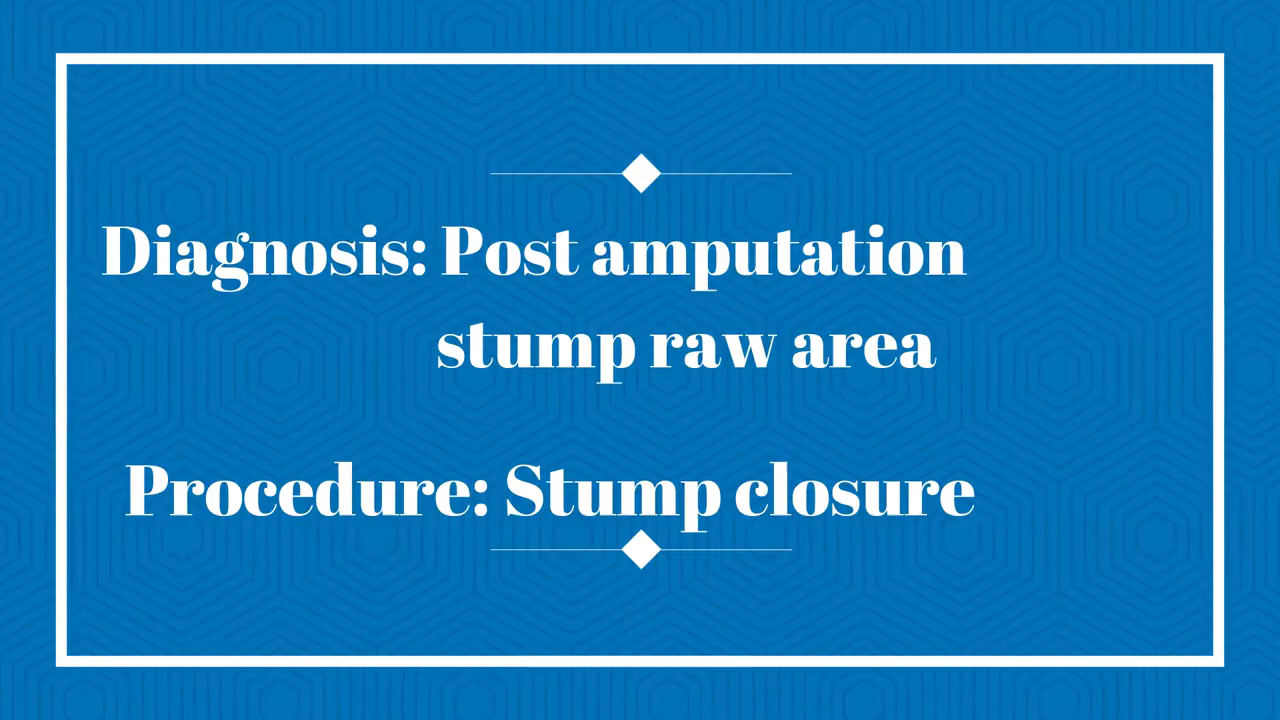 Diagnosis: Post amputation
stump raw area
Procedure: Stump closure